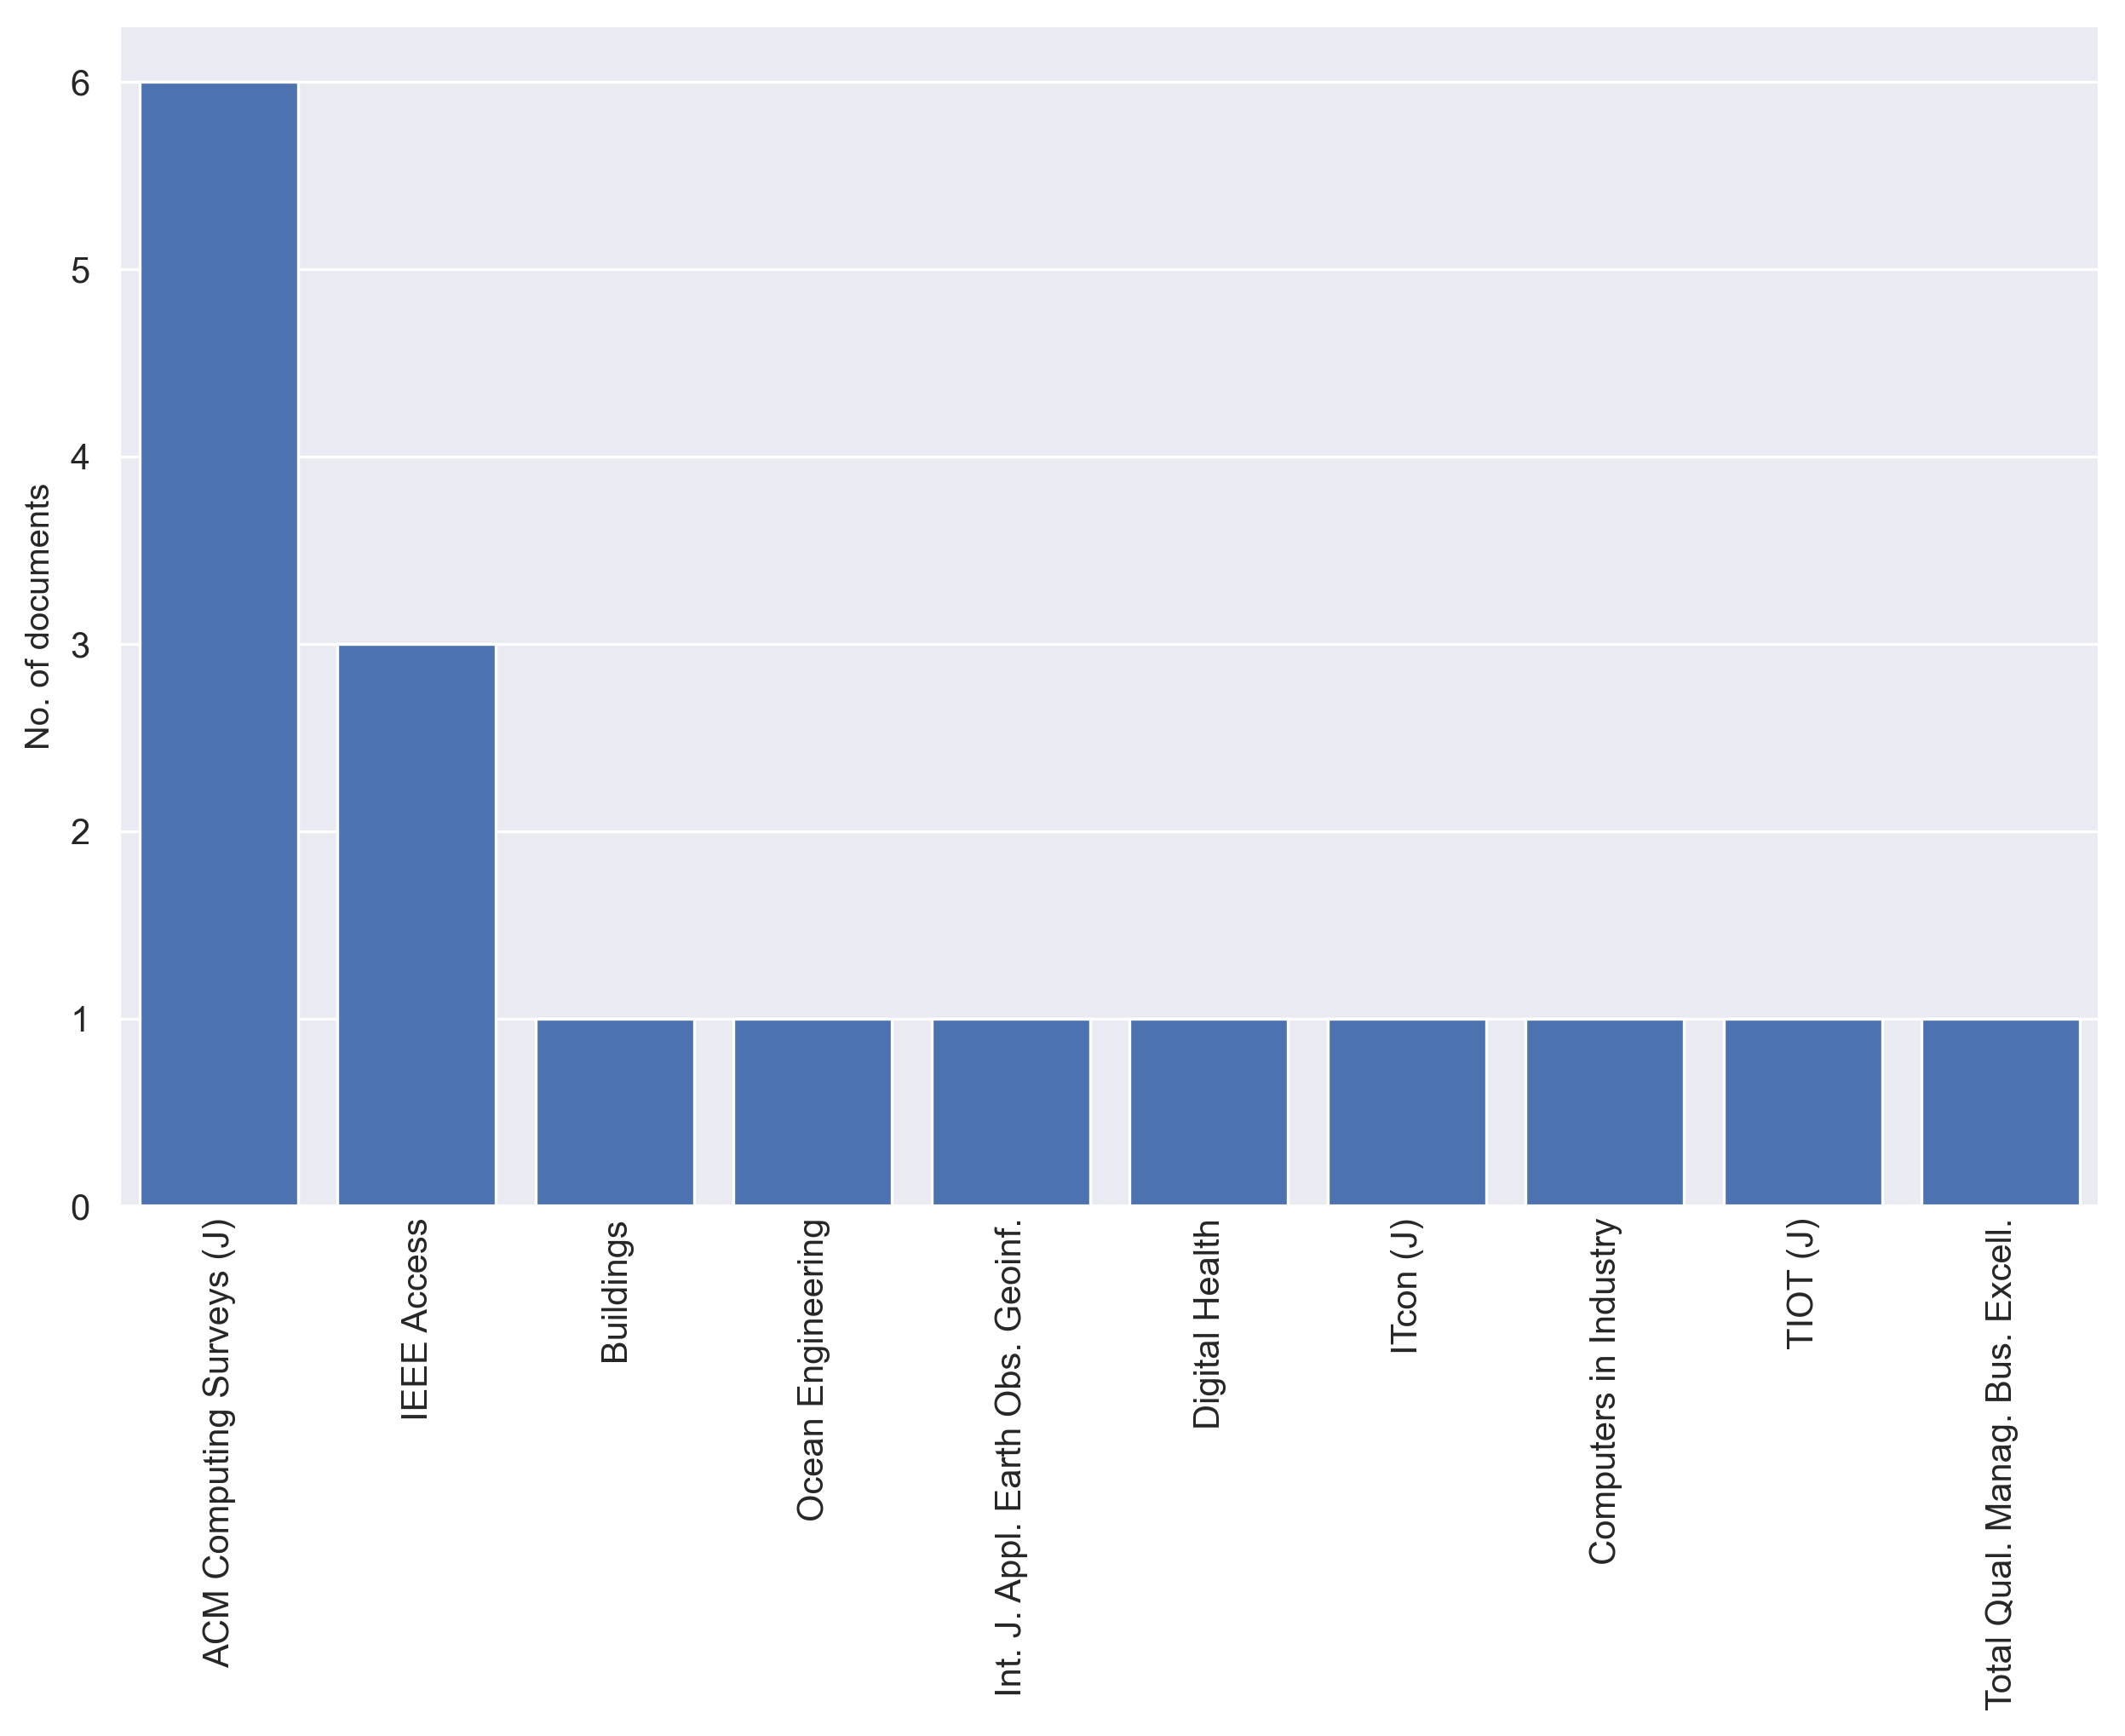 No. of documents
6
5
4
3
2
1
0
ACM Computing Surveys (J)
IEEE Access
Buildings
Ocean Engineering
Int. J. Appl. Earth Obs. Geoinf.
Digital Health
ITcon (J)
Computers in Industry
TIOT (J)
Total Qual. Manag. Bus. Excell.